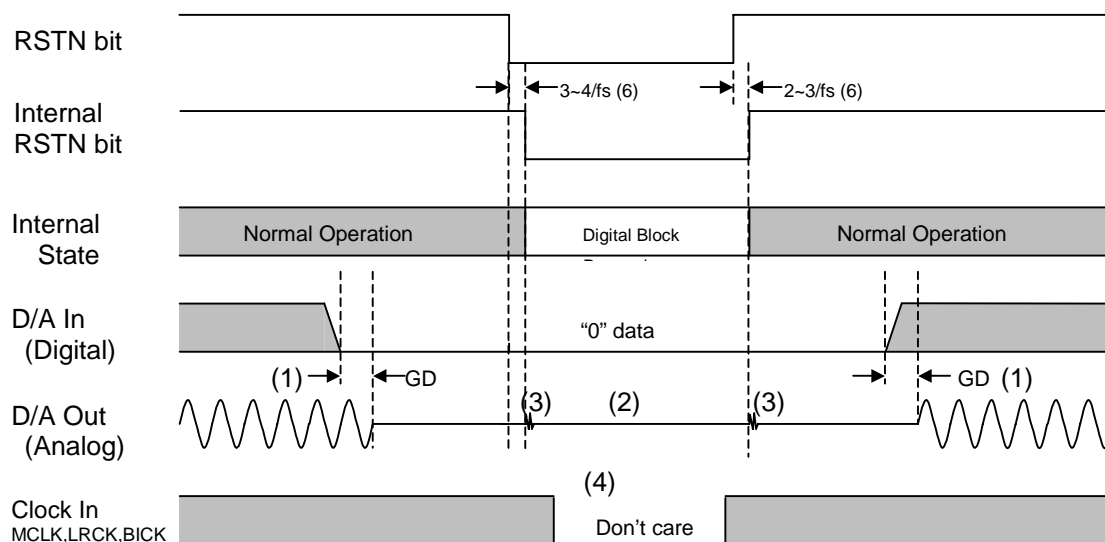 RSTN bit
3~4/fs (6)
2~3/fs (6)
Internal
RSTN bit
Internal
State
Normal Operation
Digital Block
Normal Operation
D/A In
(Digital)
“0” data
(1)
GD
GD
(1)
D/A Out
(Analog)
(3)
(2)
(3)
(4)
Clock In
MCLK,LRCK,BICK
Don’t care